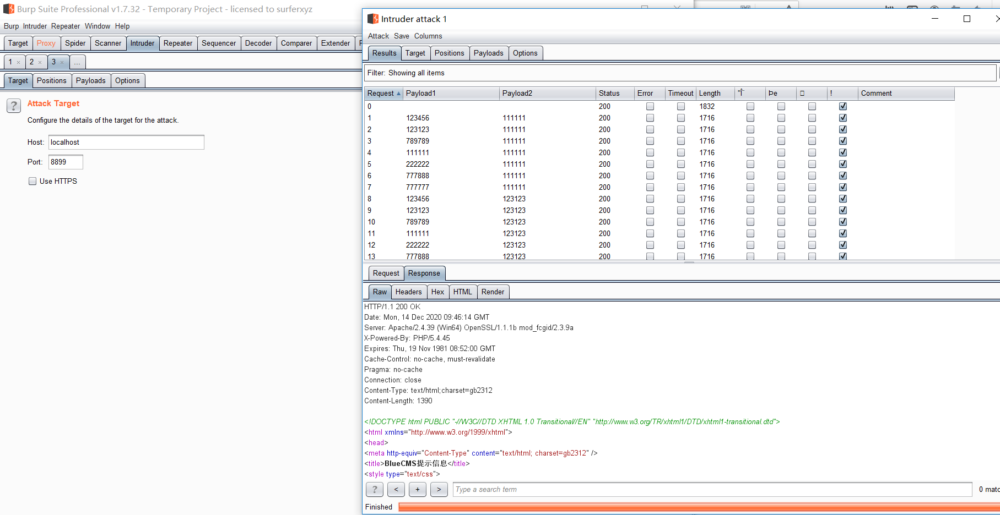 Burp Suite Professional v1.7.32 - Temporary Project - licensed to surferxyz
Burp Intruder Repeater Window Help
Target Proxy Spider Scanner Intruder Repeater Sequencer Decoder Comparer Extender
1 × 2 × 3 × ...
Target Positions Payloads Options
? Attack Target
Configure the details of the target for the attack.
Host: localhost
Port: 8899
Use HTTPS
Intruder attack 1
Attack Save Columns
Results Target Positions Payloads Options
Filter: Showing all items
Request Payload1 Payload2 Status Error Timeout Length "Î Þe ! Comment
0 200 1832
1 123456 111111 200 1716
2 123123 111111 200 1716
3 789789 111111 200 1716
4 111111 111111 200 1716
5 222222 111111 200 1716
6 777888 111111 200 1716
7 777777 111111 200 1716
8 123456 123123 200 1716
9 123123 123123 200 1716
10 789789 123123 200 1716
11 111111 123123 200 1716
12 222222 123123 200 1716
13 777888 123123 200 1716
Request Response
Raw Headers Hex HTML Render
HTTP/1.1 200 OK
Date: Mon, 14 Dec 2020 09:46:14 GMT
Server: Apache/2.4.39 (Win64) OpenSSL/1.1.1b mod_fcgid/2.3.9a
X-Powered-By: PHP/5.4.45
Expires: Thu, 19 Nov 1981 08:52:00 GMT
Cache-Control: no-cache, must-revalidate
Pragma: no-cache
Connection: close
Content-Type: text/html;charset=gb2312
Content-Length: 1390
<!DOCTYPE html PUBLIC "-//W3C//DTD XHTML 1.0 Transitional//EN" "http://www.w3.org/TR/xhtml1/DTD/xhtml1-transitional.dtd">
<html xmlns="http://www.w3.org/1999/xhtml">
<head>
<meta http-equiv="Content-Type" content="text/html; charset=gb2312" />
<title>BlueCMS提示信息</title>
<style type="text/css">
? < + > Type a search term 0 matc
Finished